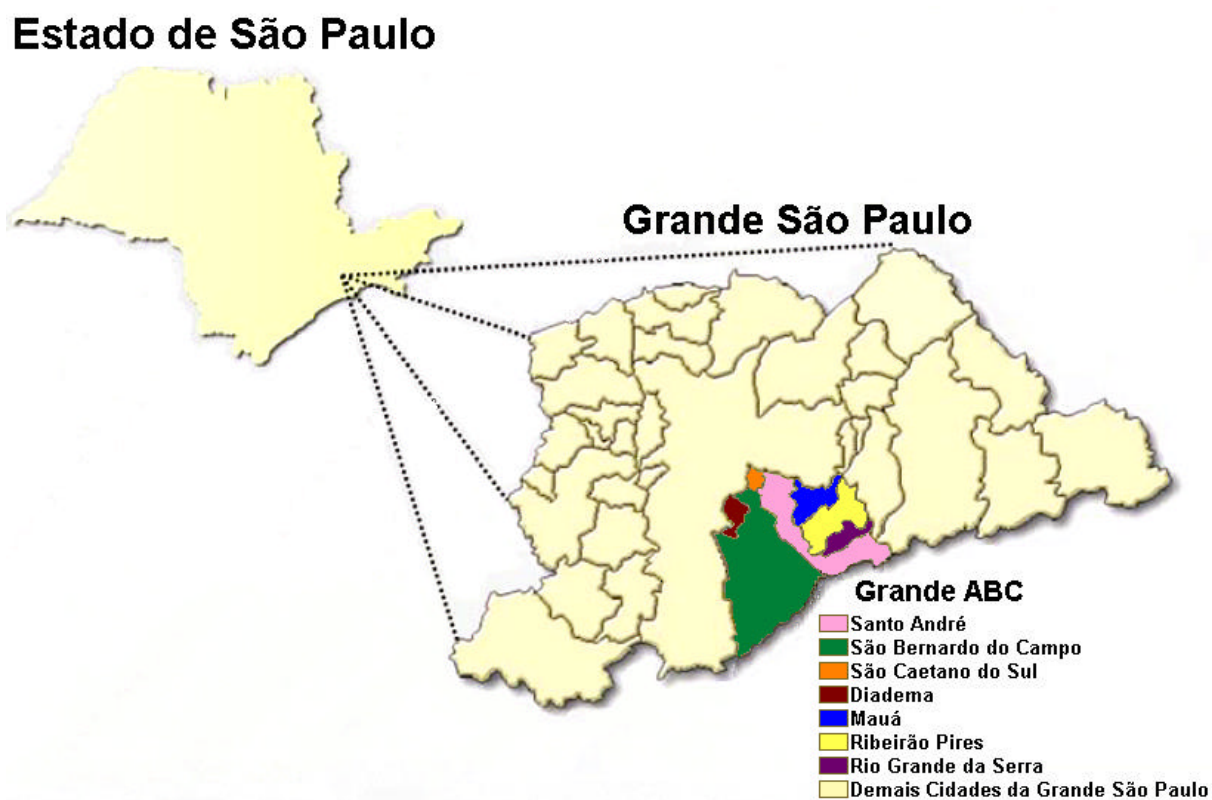 Estado de São Paulo
Grande São Paulo
Grande ABC
Santo André
São Bernardo do Campo
São Caetano do Sul
Diadema
Mauá
Ribeirão Pires
Rio Grande da Serra
Demais Cidades da Grande São Paulo